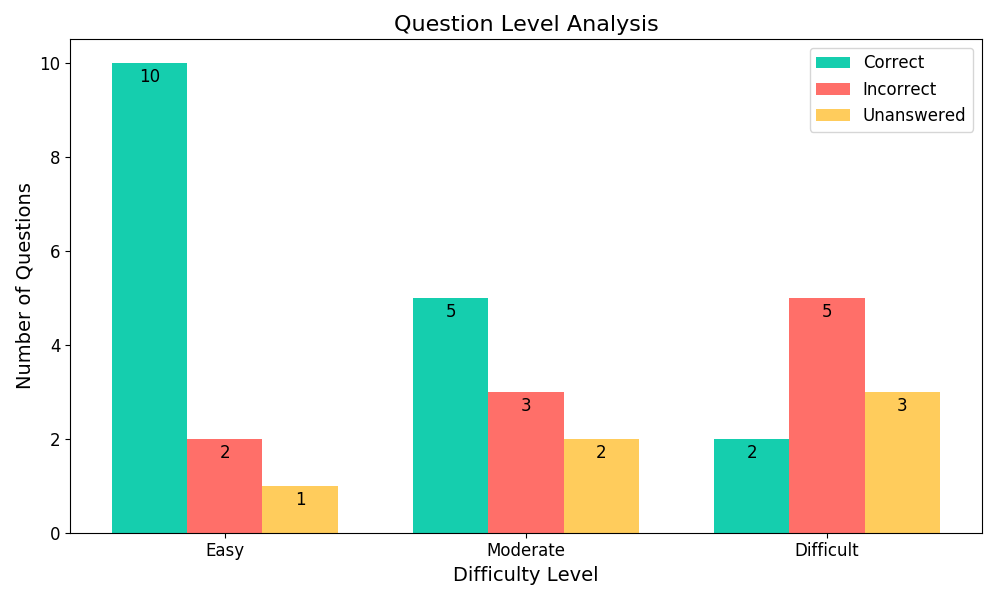 Question Level Analysis
Correct
Incorrect
Unanswered
Number of Questions
10
8
6
4
2
0
10
2
1
5
3
2
2
5
3
Easy
Moderate
Difficult
Difficulty Level